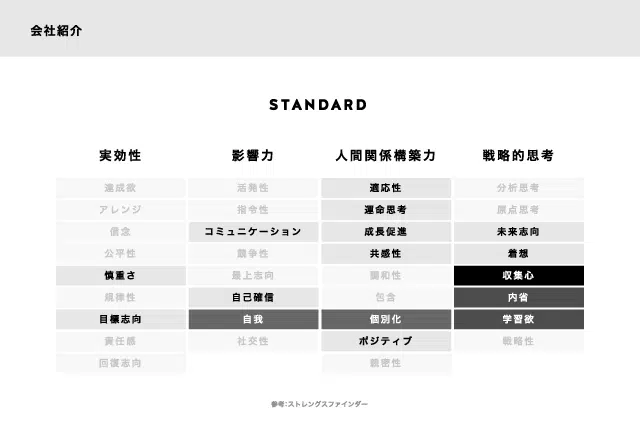 会社紹介
STANDARD
実効性 影響力 人間関係構築力 戦略的思考
達成欲 活発性 適応性 分析思考
アレンジ 指令性 運命思考 原点思考
信念 コミュニケーション 成長促進 未来志向
公平性 競争性 共感性 着想
慎重さ 最上志向 調和性 収集心
規律性 自己確信 包含 内省
目標志向 自我 個別化 学習欲
責任感 社交性 ポジティブ 戦略性
回復志向 親密性
参考:ストレングスファインダー